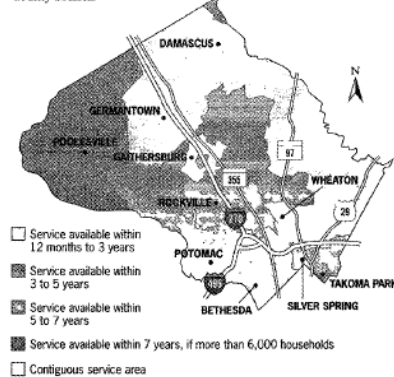 DAMASCUS
N
GERMANTOWN
POOLESVILLE
GAITHERSBURG
97
355
WHEATON
ROCKVILLE
28
270
Service available within
12 months to 3 years
POTOMAC
495
TAKOMA PARK
Service available within
3 to 5 years
BETHESDA
SILVER SPRING
Service available within
5 to 7 years
Service available within 7 years, if more than 6,000 households
Contiguous service area